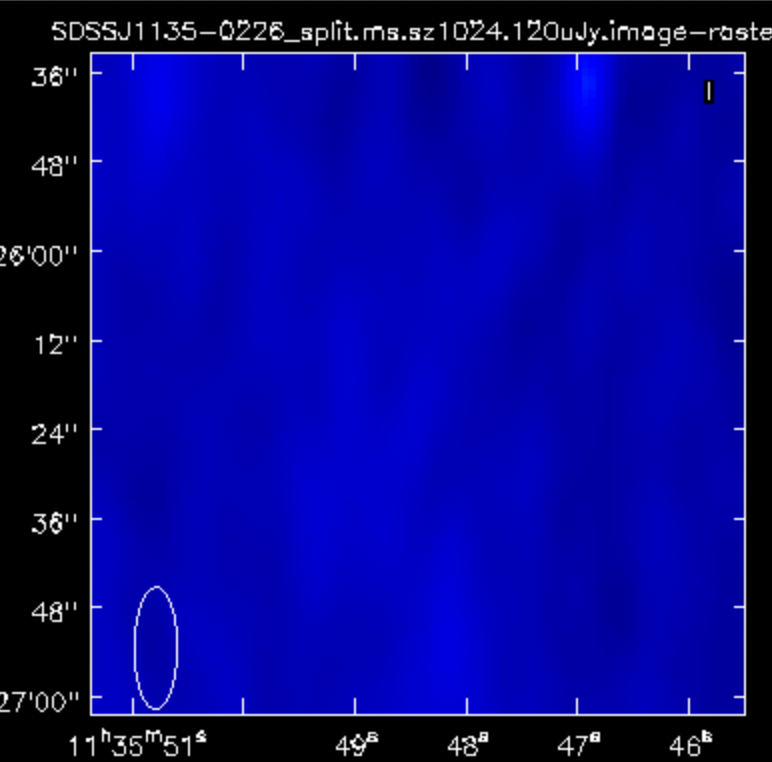 SDSSJ1135-0226_split.ms.sz1024.120uJy.image-raste
36"
I
48"
26'00"
12"
24"
36"
48"
27'00"
11ʰ35ᵐ51ˢ 49ˢ 48ˢ 47ˢ 46ˢ